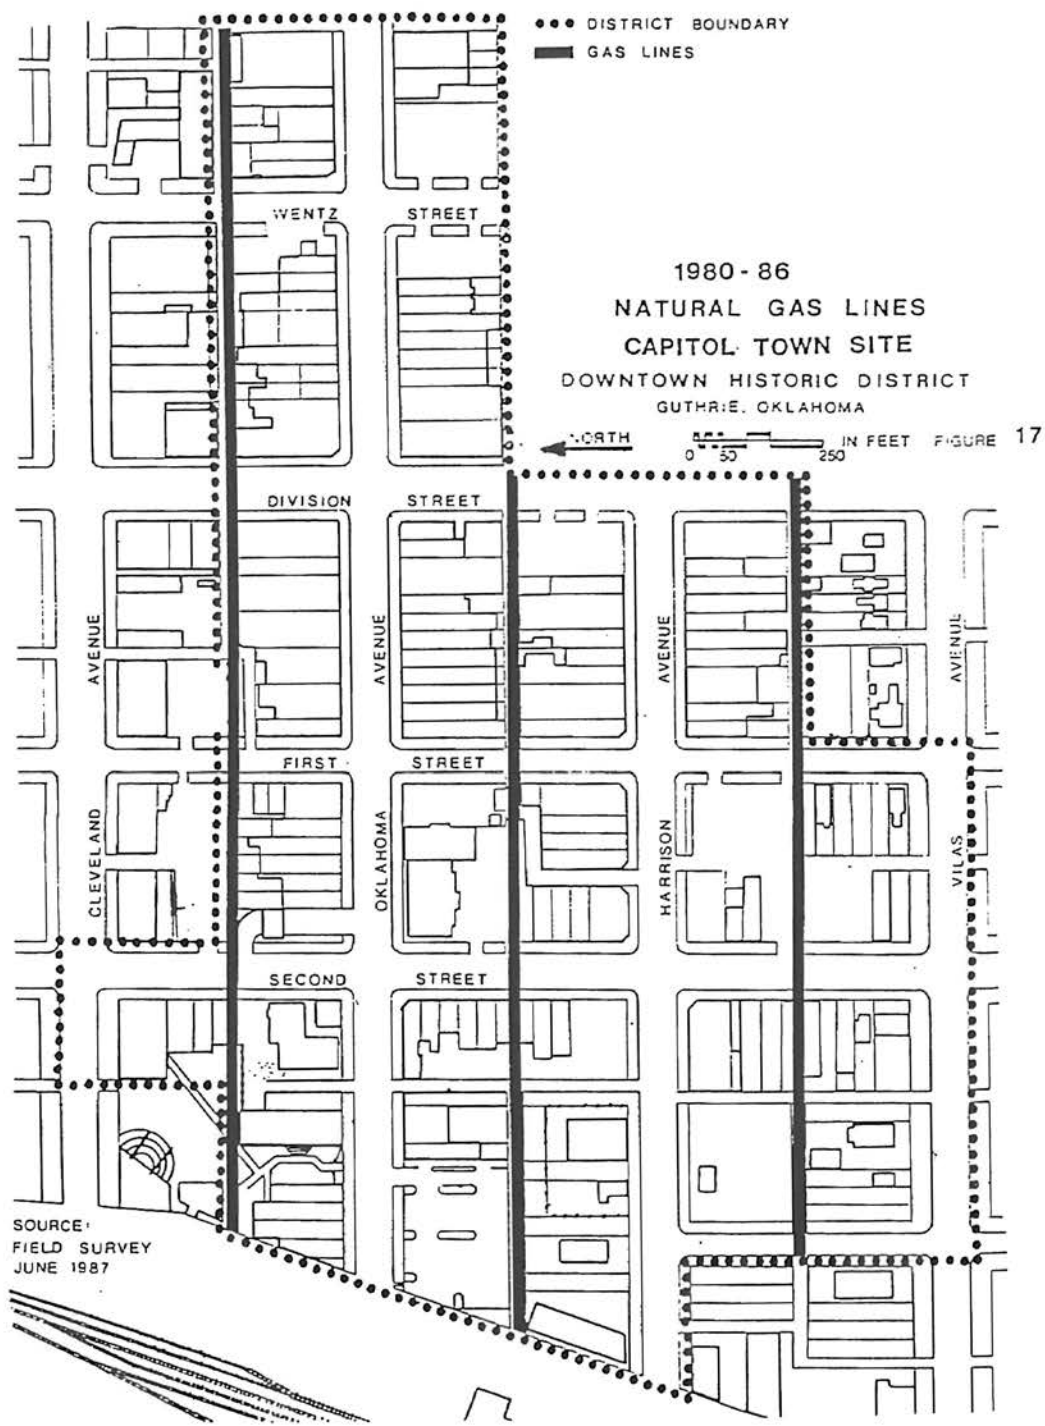 DISTRICT BOUNDARY
GAS LINES
WENTZ STREET
1980-86
NATURAL GAS LINES
CAPITOL TOWN SITE
DOWNTOWN HISTORIC DISTRICT
GUTHRIE, OKLAHOMA
NORTH
0 50 250
IN FEET FIGURE 17
DIVISION STREET
AVENUE
AVENUE
AVENUE
AVENUE
FIRST STREET
CLEVELAND
OKLAHOMA
HARRISON
VILAS
SECOND STREET
SOURCE:
FIELD SURVEY
JUNE 1987